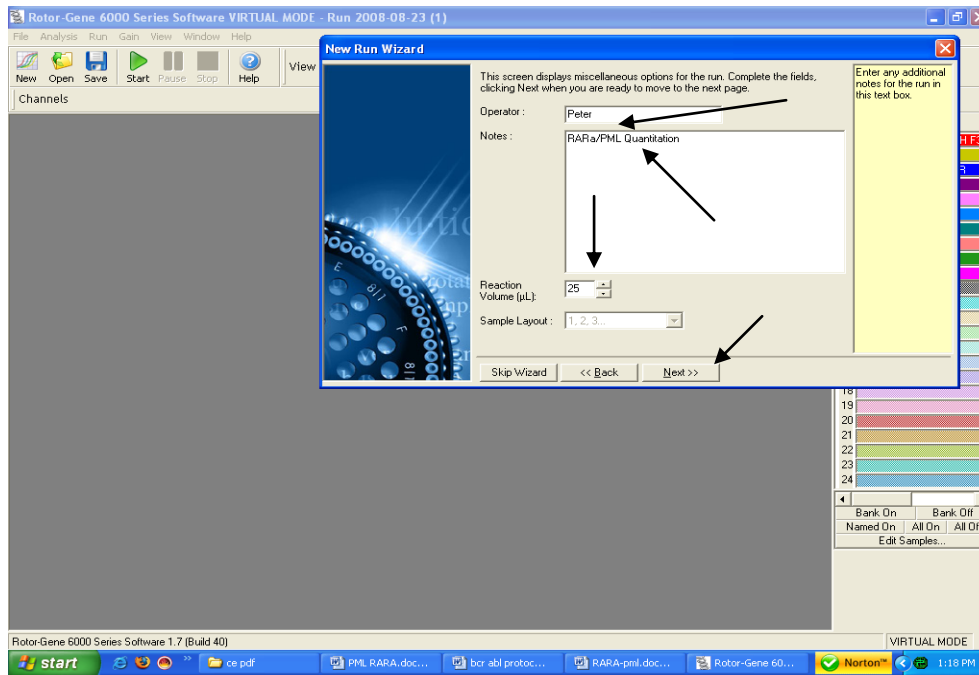 Rotor-Gene 6000 Series Software VIRTUAL MODE - Run 2008-08-23 (1)
File Analysis Run Gain View Window Help
New Open Save Start Pause Stop Help View
Channels
New Run Wizard
This screen displays miscellaneous options for the run. Complete the fields,
clicking Next when you are ready to move to the next page.
Operator :
Peter
Notes :
RARa/PML Quantitation
Reaction
Volume (µL):
25
Sample Layout :
1, 2, 3...
Skip Wizard
<< Back
Next >>
Enter any additional
notes for the run in
this text box.
18
19
20
21
22
23
24
Bank On Bank Off
Named On All On All Of
Edit Samples...
Rotor-Gene 6000 Series Software 1.7 (Build 40)
VIRTUAL MODE
start
ce pdf
PML RARA.doc...
bcr abl protoc...
RARA-pml.doc...
Rotor-Gene 60...
Norton™
1:18 PM